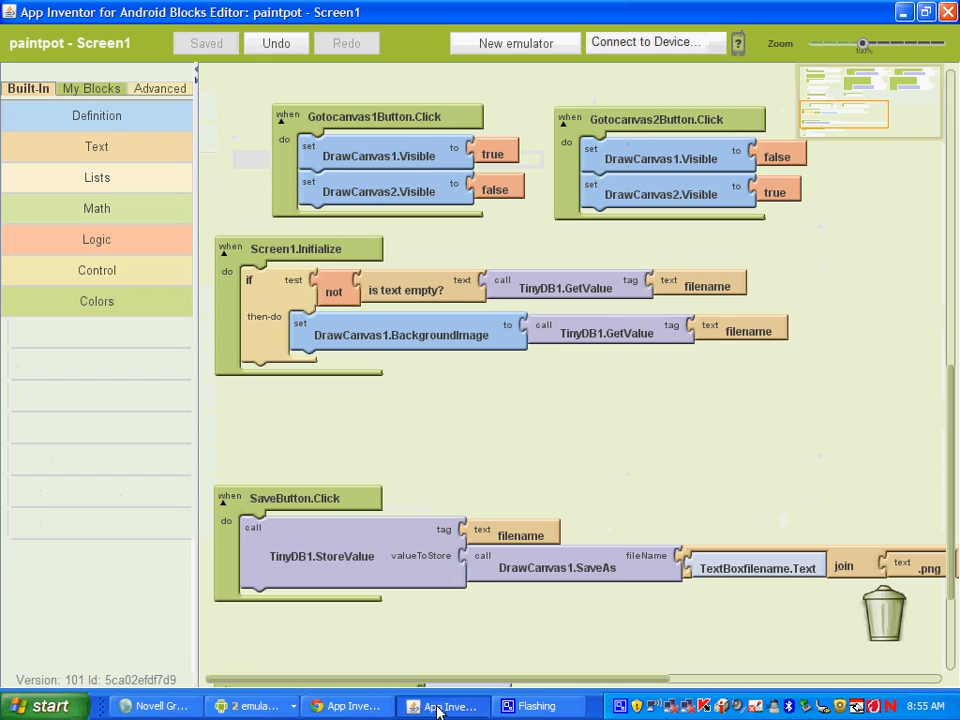 App Inventor for Android Blocks Editor: paintpot - Screen1
paintpot - Screen1
Saved
Undo
Redo
New emulator
Connect to Device...
?
Zoom
100%
Built-In
My Blocks
Advanced
Definition
Text
Lists
Math
Logic
Control
Colors
when Gotocanvas1Button.Click
do set DrawCanvas1.Visible to true
set DrawCanvas2.Visible to false
when Gotocanvas2Button.Click
do set DrawCanvas1.Visible to false
set DrawCanvas2.Visible to true
when Screen1.Initialize
do if test not is text empty? text call TinyDB1.GetValue tag text filename
then-do set DrawCanvas1.BackgroundImage to call TinyDB1.GetValue tag text filename
when SaveButton.Click
do call TinyDB1.StoreValue tag text filename
valueToStore call DrawCanvas1.SaveAs fileName TextBoxfilename.Text join text .png
Version: 101 Id: 5ca02efdf7d9
start
Novell Gr...
2 emula...
App Inve...
App Inve...
Flashing
8:55 AM